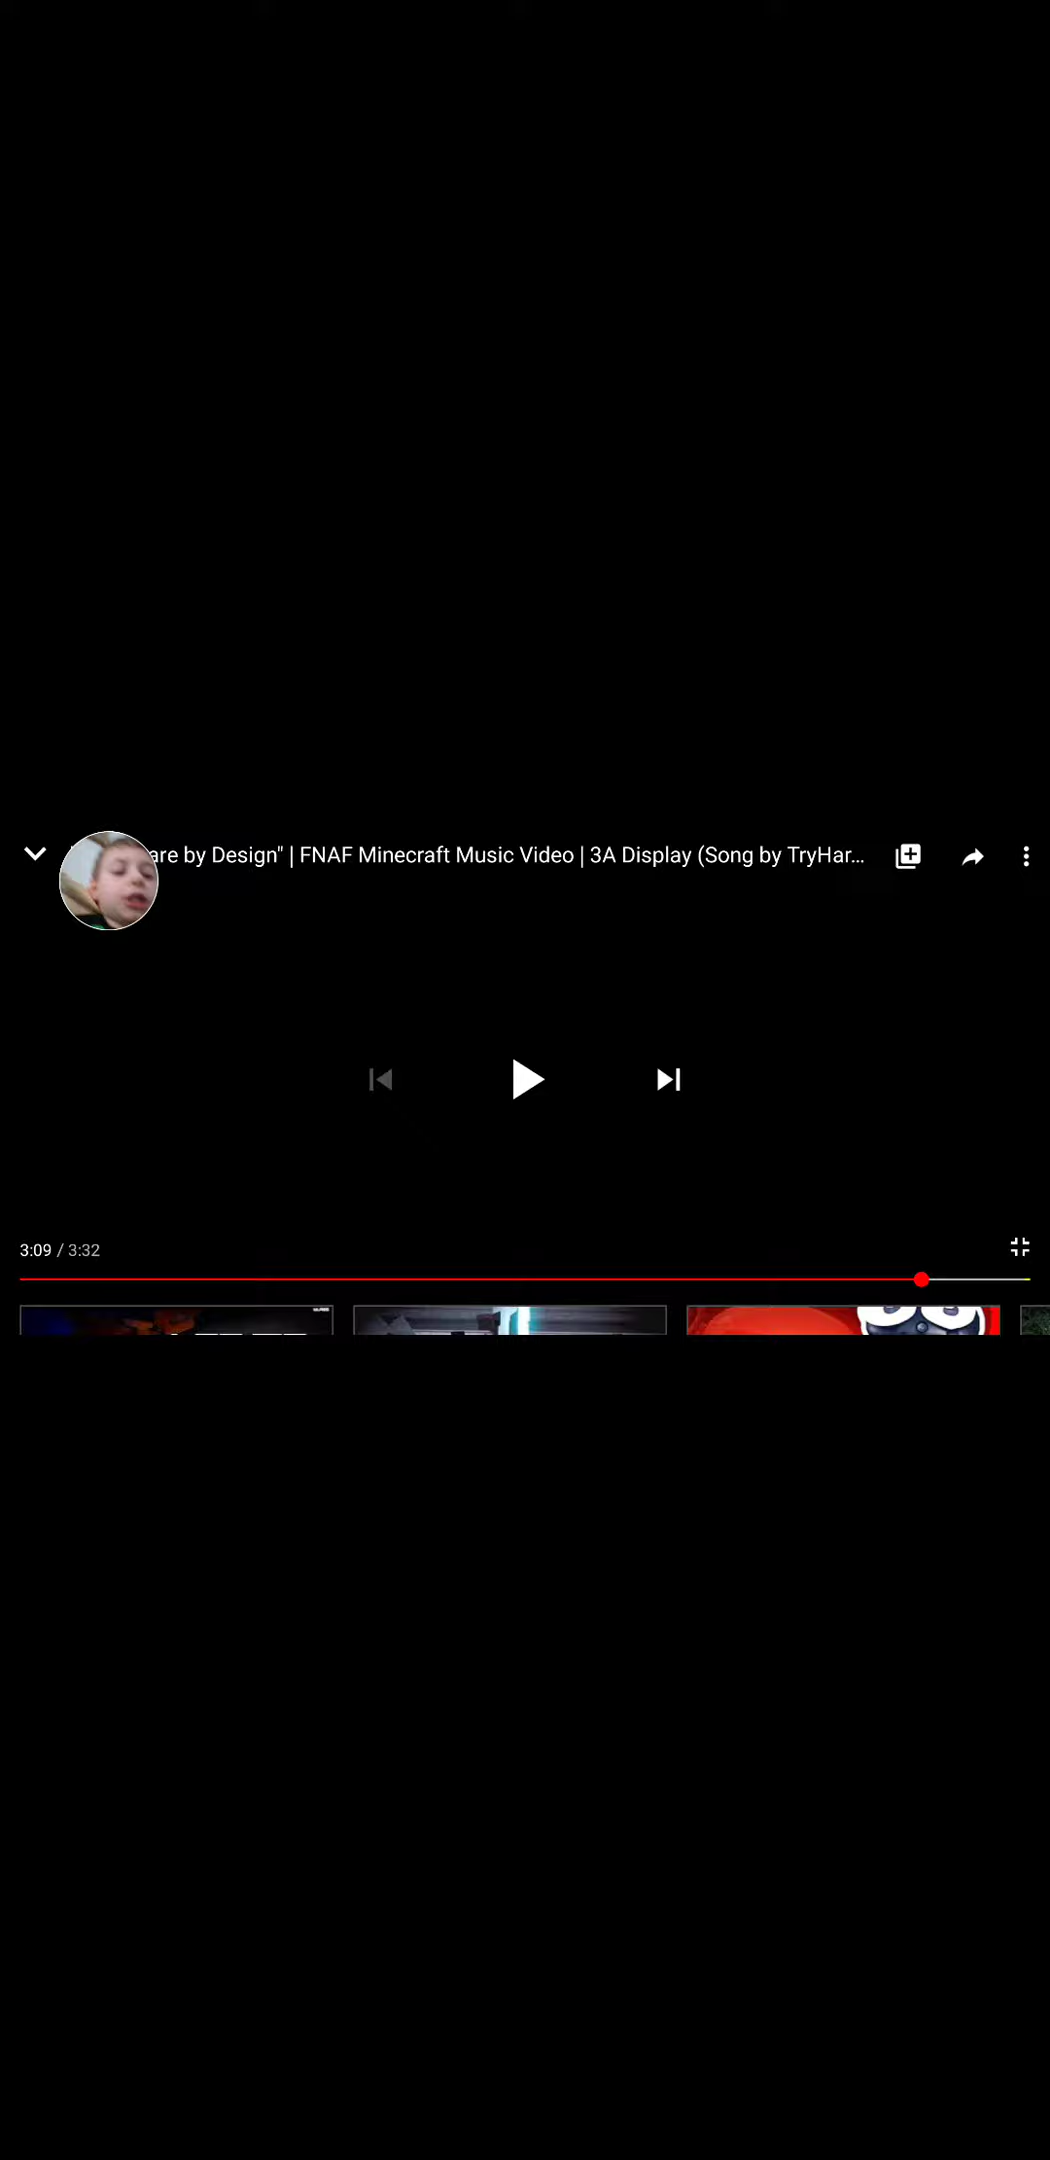 are by Design" | FNAF Minecraft Music Video | 3A Display (Song by TryHar...
3:09 / 3:32